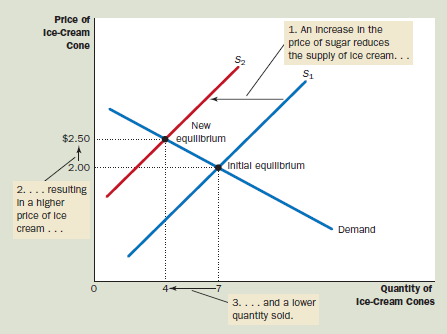 Price of
Ice-Cream
Cone
1. An increase in the
price of sugar reduces
the supply of ice cream. . .
S2
S1
New
equilibrium
$2.50
Initial equilibrium
2.00
2. . . . resulting
in a higher
price of ice
cream . . .
Demand
0
4
7
Quantity of
Ice-Cream Cones
3. . . . and a lower
quantity sold.